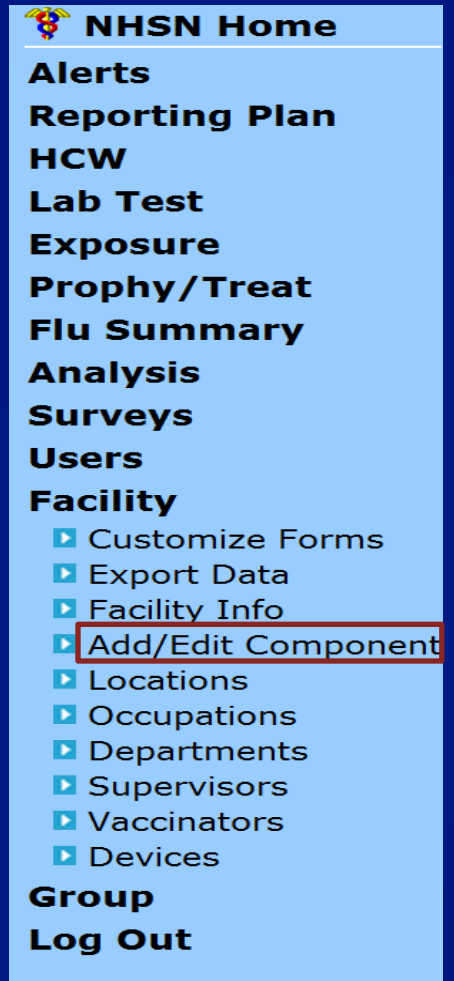 NHSN Home
Alerts
Reporting Plan
HCW
Lab Test
Exposure
Prophy/Treat
Flu Summary
Analysis
Surveys
Users
Facility
Customize Forms
Export Data
Facility Info
Add/Edit Component
Locations
Occupations
Departments
Supervisors
Vaccinators
Devices
Group
Log Out